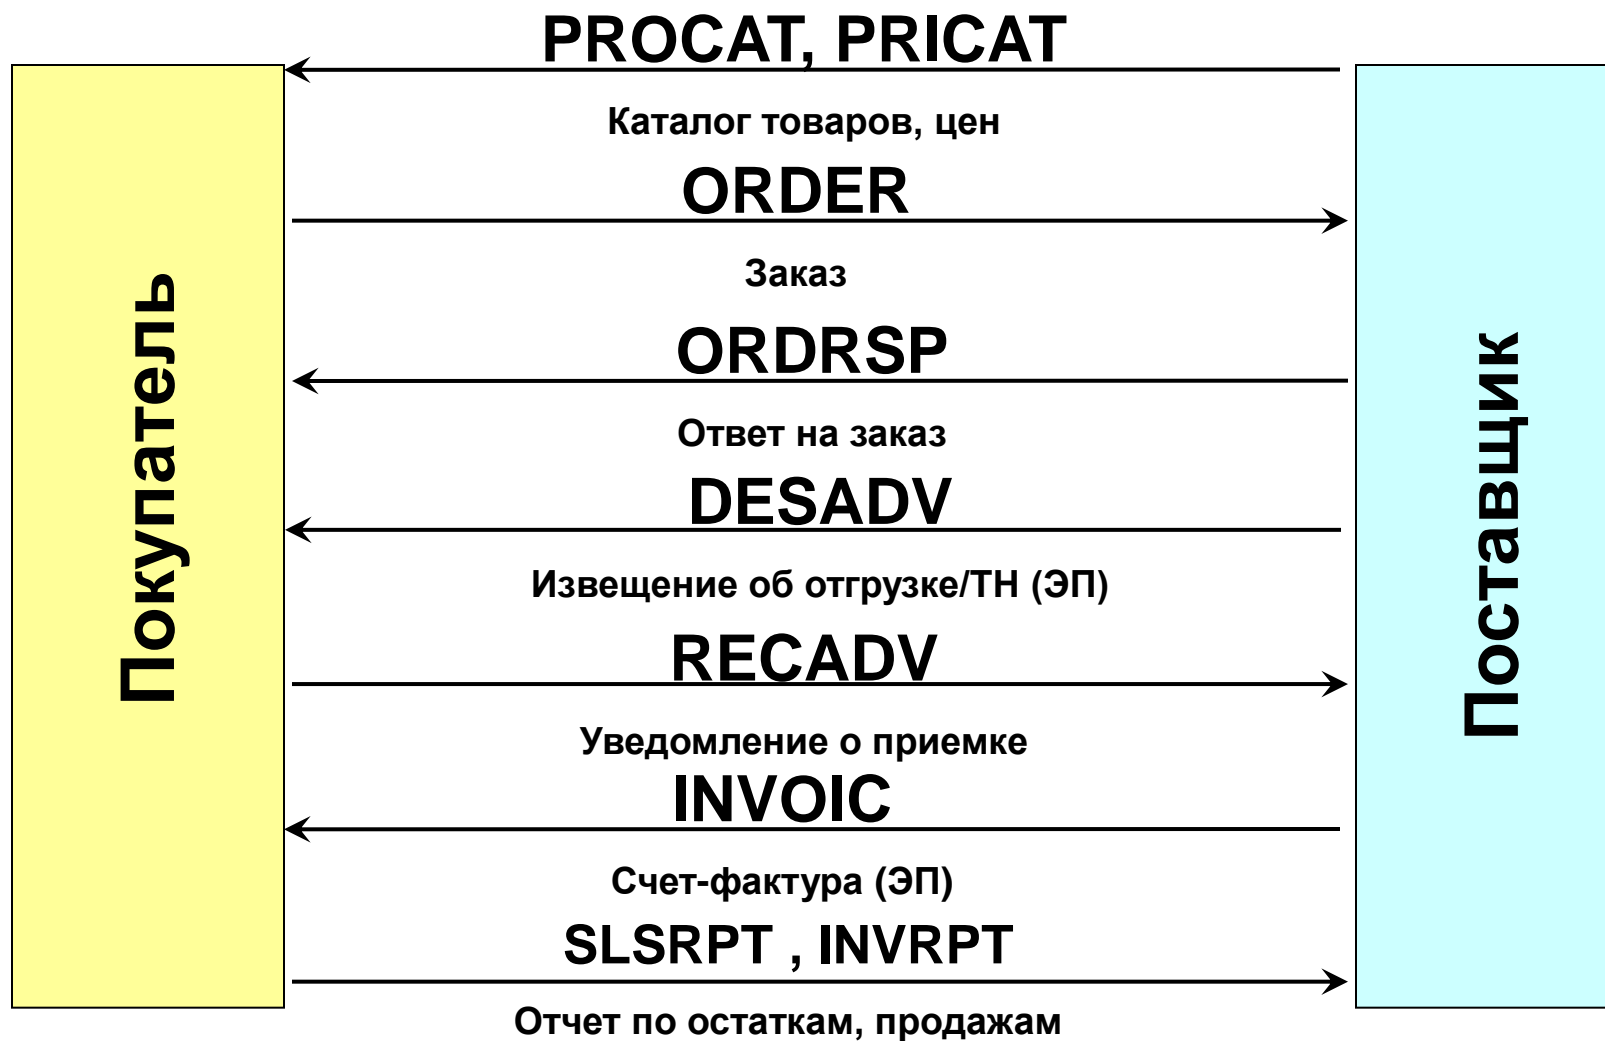 PROCAT, PRICAT
Каталог товаров, цен
ORDER
Заказ
ORDRSP
Ответ на заказ
DESADV
Извещение об отгрузке/ТН (ЭП)
RECADV
Уведомление о приемке
INVOIC
Счет-фактура (ЭП)
SLSRPT , INVRPT
Отчет по остаткам, продажам
Покупатель
Поставщик